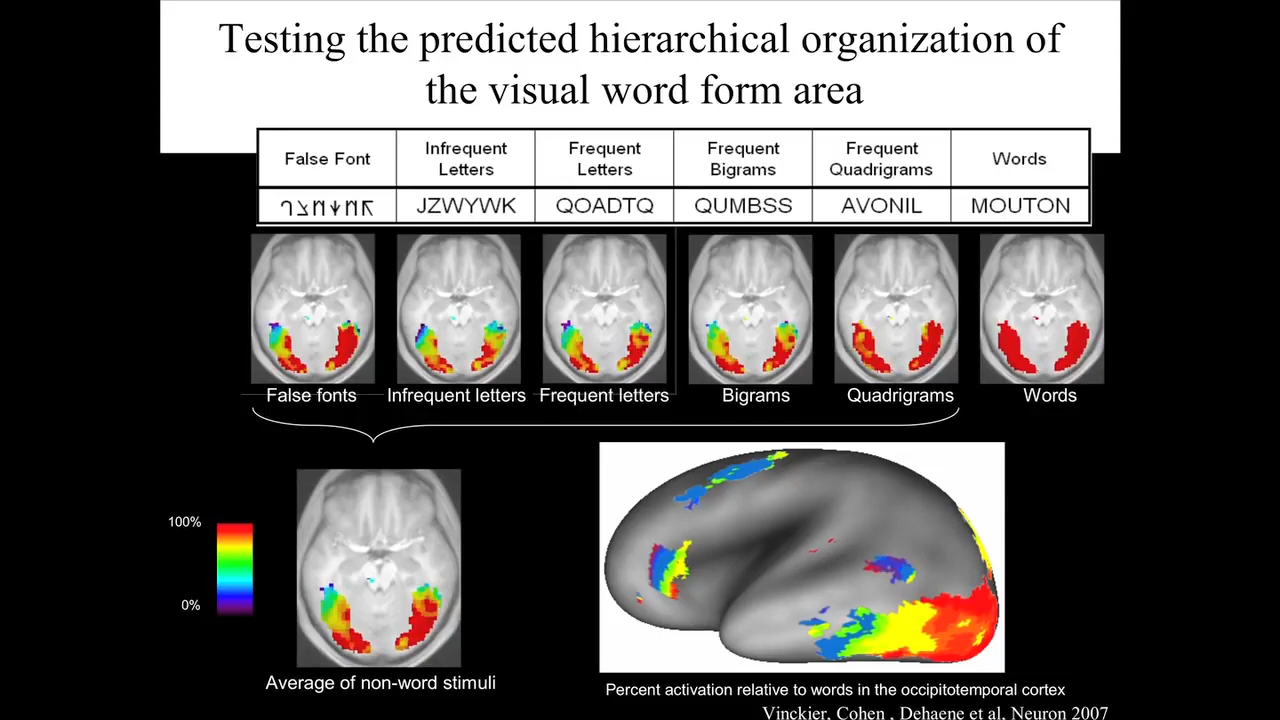 Testing the predicted hierarchical organization of
the visual word form area
False Font
Infrequent
Letters
Frequent
Letters
Frequent
Bigrams
Frequent
Quadrigrams
Words
JZWYWK
QOADTQ
QUMBSS
AVONIL
MOUTON
False fonts
Infrequent letters
Frequent letters
Bigrams
Quadrigrams
Words
100%
0%
Average of non-word stimuli
Percent activation relative to words in the occipitotemporal cortex
Vinckier, Cohen , Dehaene et al, Neuron 2007